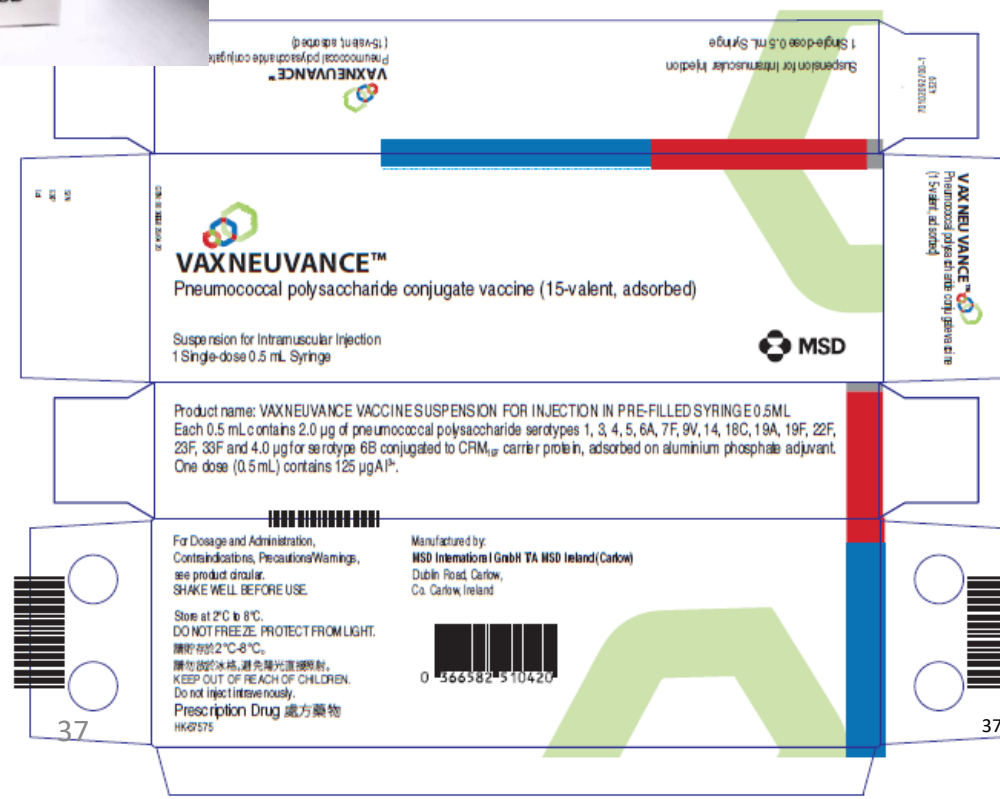 (15-valent, adsorbed)
Pneumococcal polysaccharide conjugate
VAXNEUVANCE™
1 Single-dose 0.5 mL Syringe
Suspension for Intramuscular Injection
S/N
EXP
Lot
VAXNEUVANCE™
Pneumococcal polysaccharide conjugate vaccine (15-valent, adsorbed)
Suspension for Intramuscular Injection
1 Single-dose 0.5 mL Syringe
MSD
VAXNEUVANCE™
Pneumococcal polysaccharide conjugate vaccine
(15-valent, adsorbed)
Product name: VAXNEUVANCE VACCINE SUSPENSION FOR INJECTION IN PRE-FILLED SYRINGE 0.5ML
Each 0.5 mL contains 2.0 µg of pneumococcal polysaccharide serotypes 1, 3, 4, 5, 6A, 7F, 9V, 14, 18C, 19A, 19F, 22F,
23F, 33F and 4.0 µg for serotype 6B conjugated to CRM₁₉₇ carrier protein, adsorbed on aluminium phosphate adjuvant.
One dose (0.5 mL) contains 125 µg Al³⁺.
For Dosage and Administration,
Contraindications, Precautions/Warnings,
see product circular.
SHAKE WELL BEFORE USE.
Store at 2°C to 8°C.
DO NOT FREEZE. PROTECT FROM LIGHT.
請貯存於2°C-8°C。
請勿放於冰格,避免陽光直接照射。
KEEP OUT OF REACH OF CHILDREN.
Do not inject intravenously.
Prescription Drug 處方藥物
HK-67575
Manufactured by:
MSD International GmbH T/A MSD Ireland (Carlow)
Dublin Road, Carlow,
Co. Carlow, Ireland
0 366582 510420
37
37